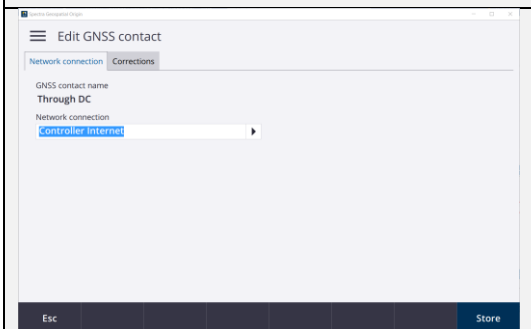 Spectra Geospatial Origin
Edit GNSS contact
Network connection Corrections
GNSS contact name
Through DC
Network connection
Controller Internet
Esc Store